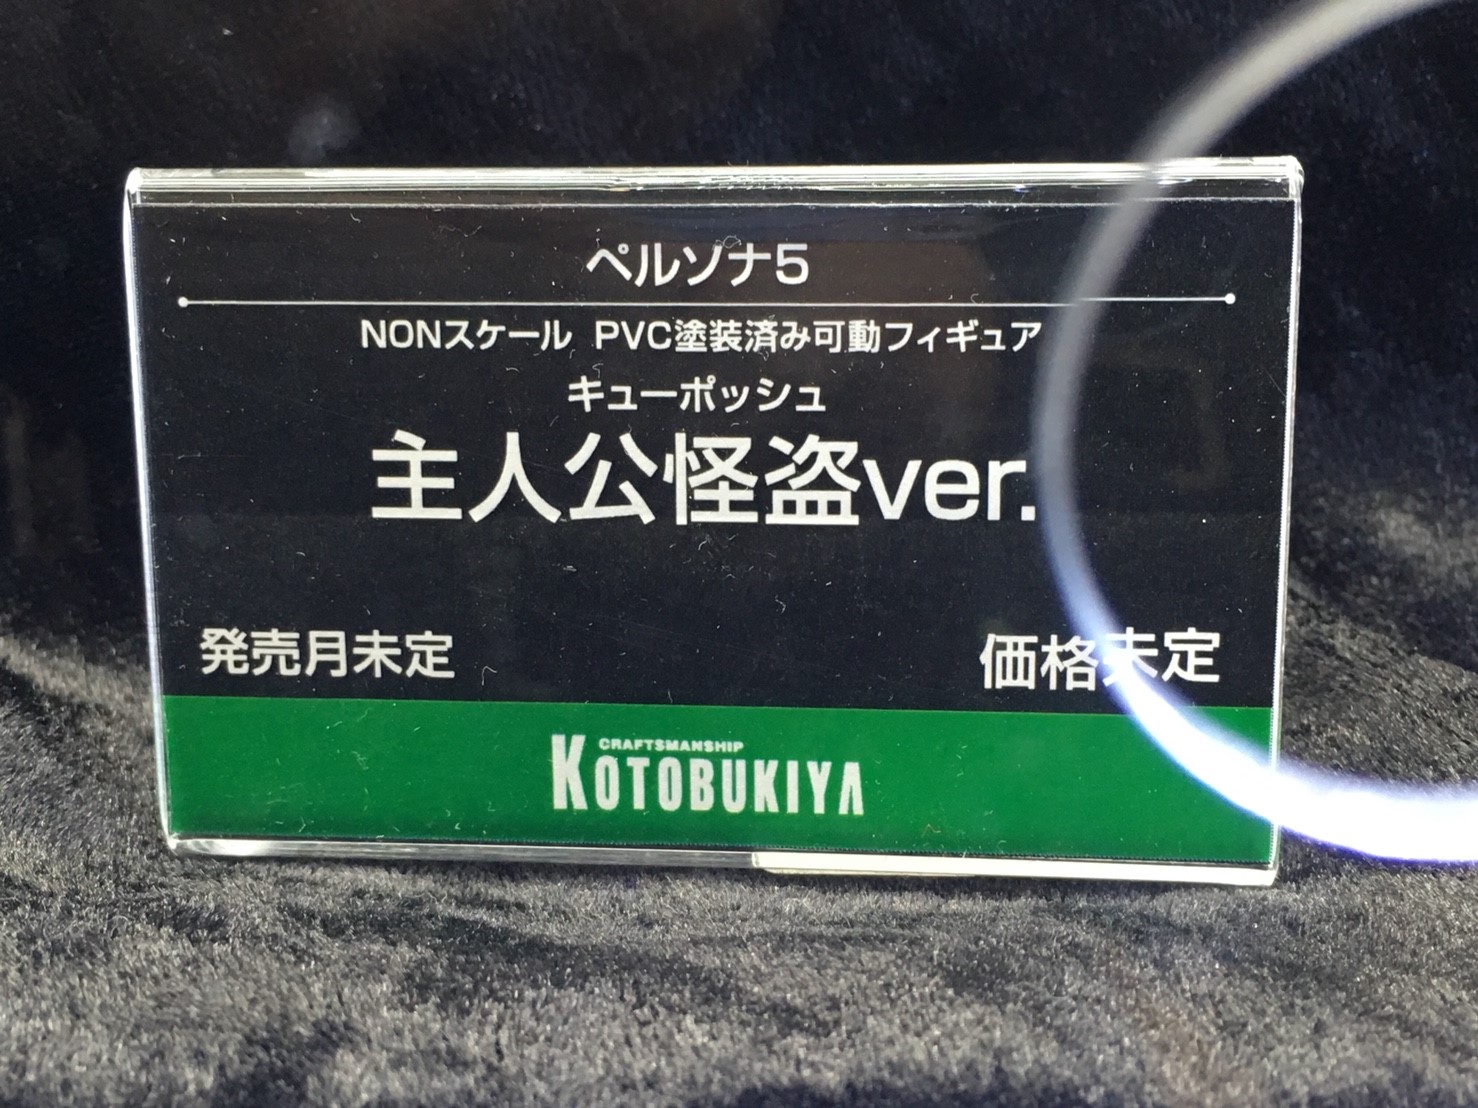 ペルソナ5
NONスケール PVC塗装済み可動フィギュア
キューポッシュ
主人公怪盗ver.
発売月未定
価格未定
CRAFTSMANSHIP
KOTOBUKIYA